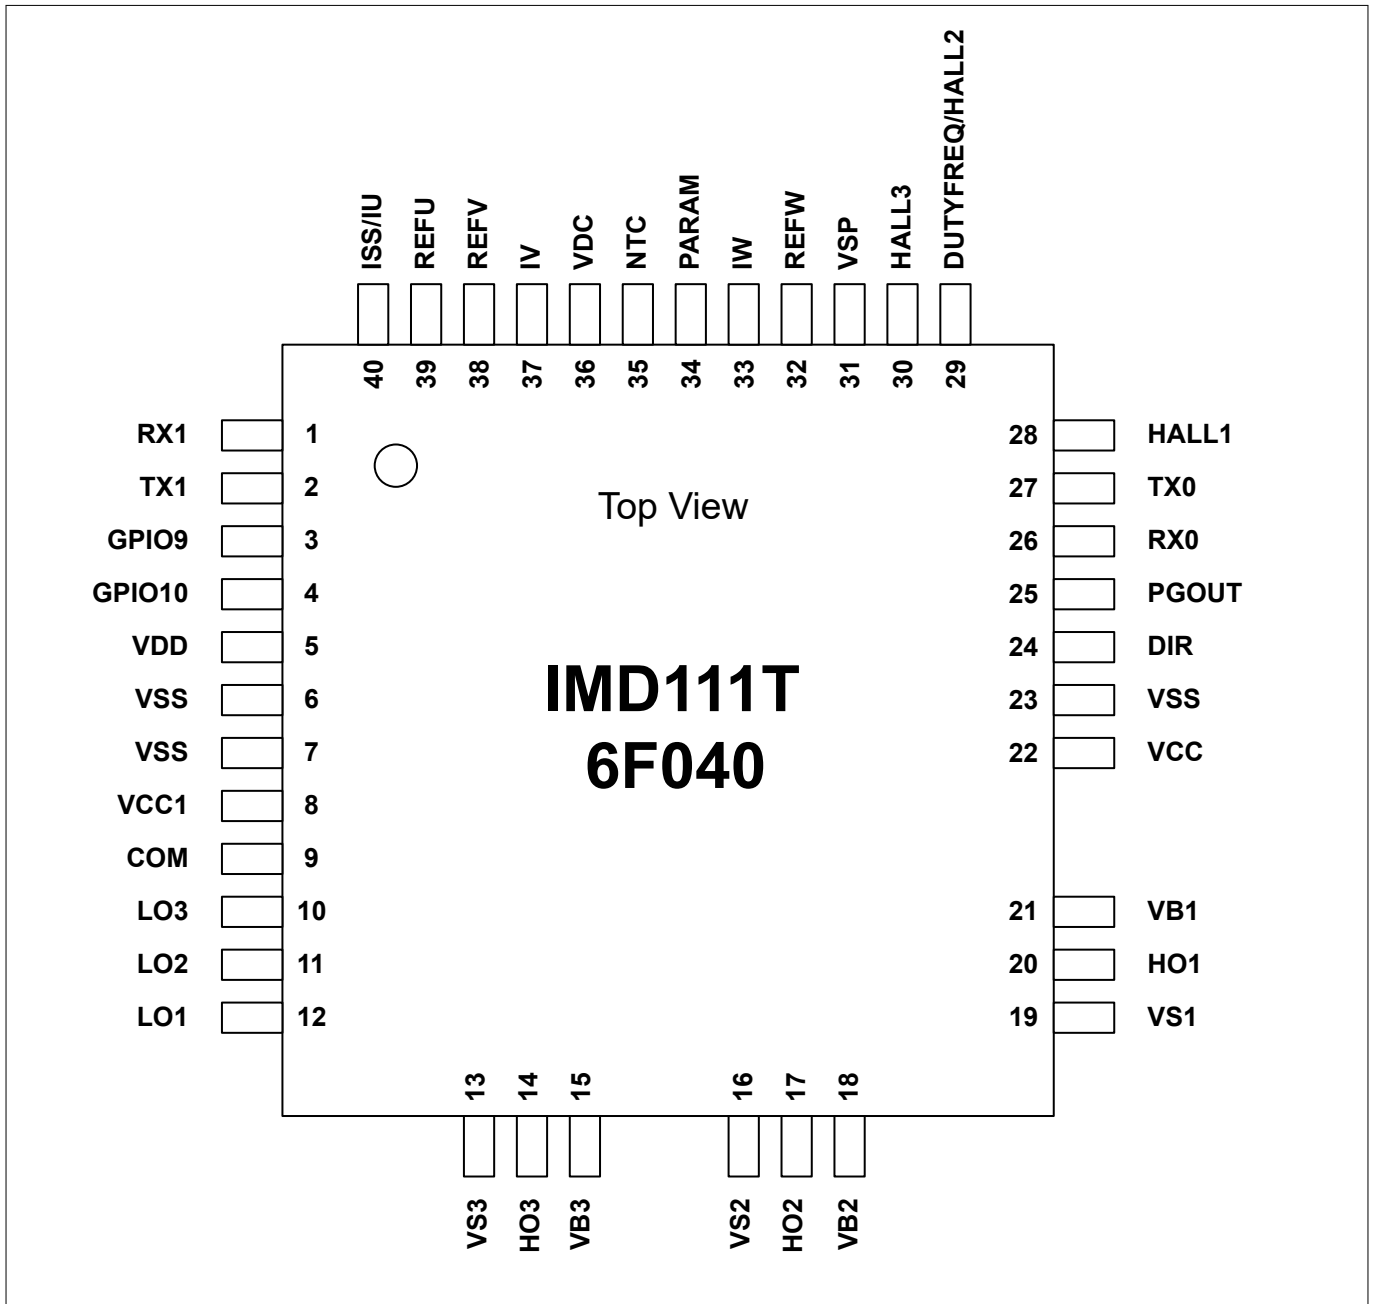 ISS/IU
REFU
REFV
IV
VDC
NTC
PARAM
IW
REFW
VSP
HALL3
DUTYFREQ/HALL2
40 39 38 37 36 35 34 33 32 31 30 29
RX1 1 28 HALL1
TX1 2 27 TX0
Top View
GPIO9 3 26 RX0
GPIO10 4 25 PGOUT
VDD 5 24 DIR
IMD111T
VSS 6 23 VSS
VSS 7 22 VCC
6F040
VCC1 8
COM 9
LO3 10 21 VB1
LO2 11 20 HO1
LO1 12 19 VS1
13 14 15 16 17 18
VS3
HO3
VB3
VS2
HO2
VB2